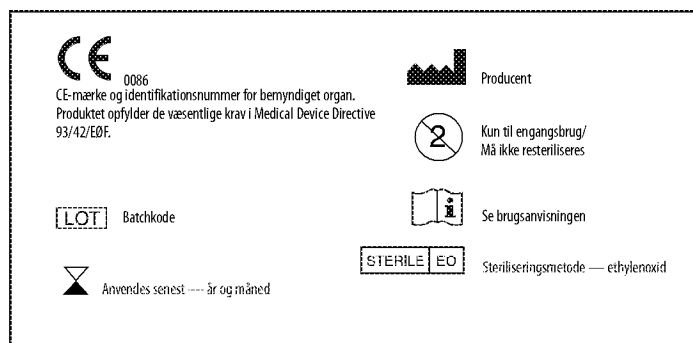 CE 0086
CE-mærke og identifikationsnummer for bemyndiget organ.
Produktet opfylder de væsentlige krav i Medical Device Directive
93/42/EØF.
LOT Batchkode
Anvendes senest ---- år og måned
Producent
2 Kun til engangsbrug/
Må ikke resteriliseres
Se brugsanvisningen
STERILE EO Steriliseringsmetode — ethylenoxid